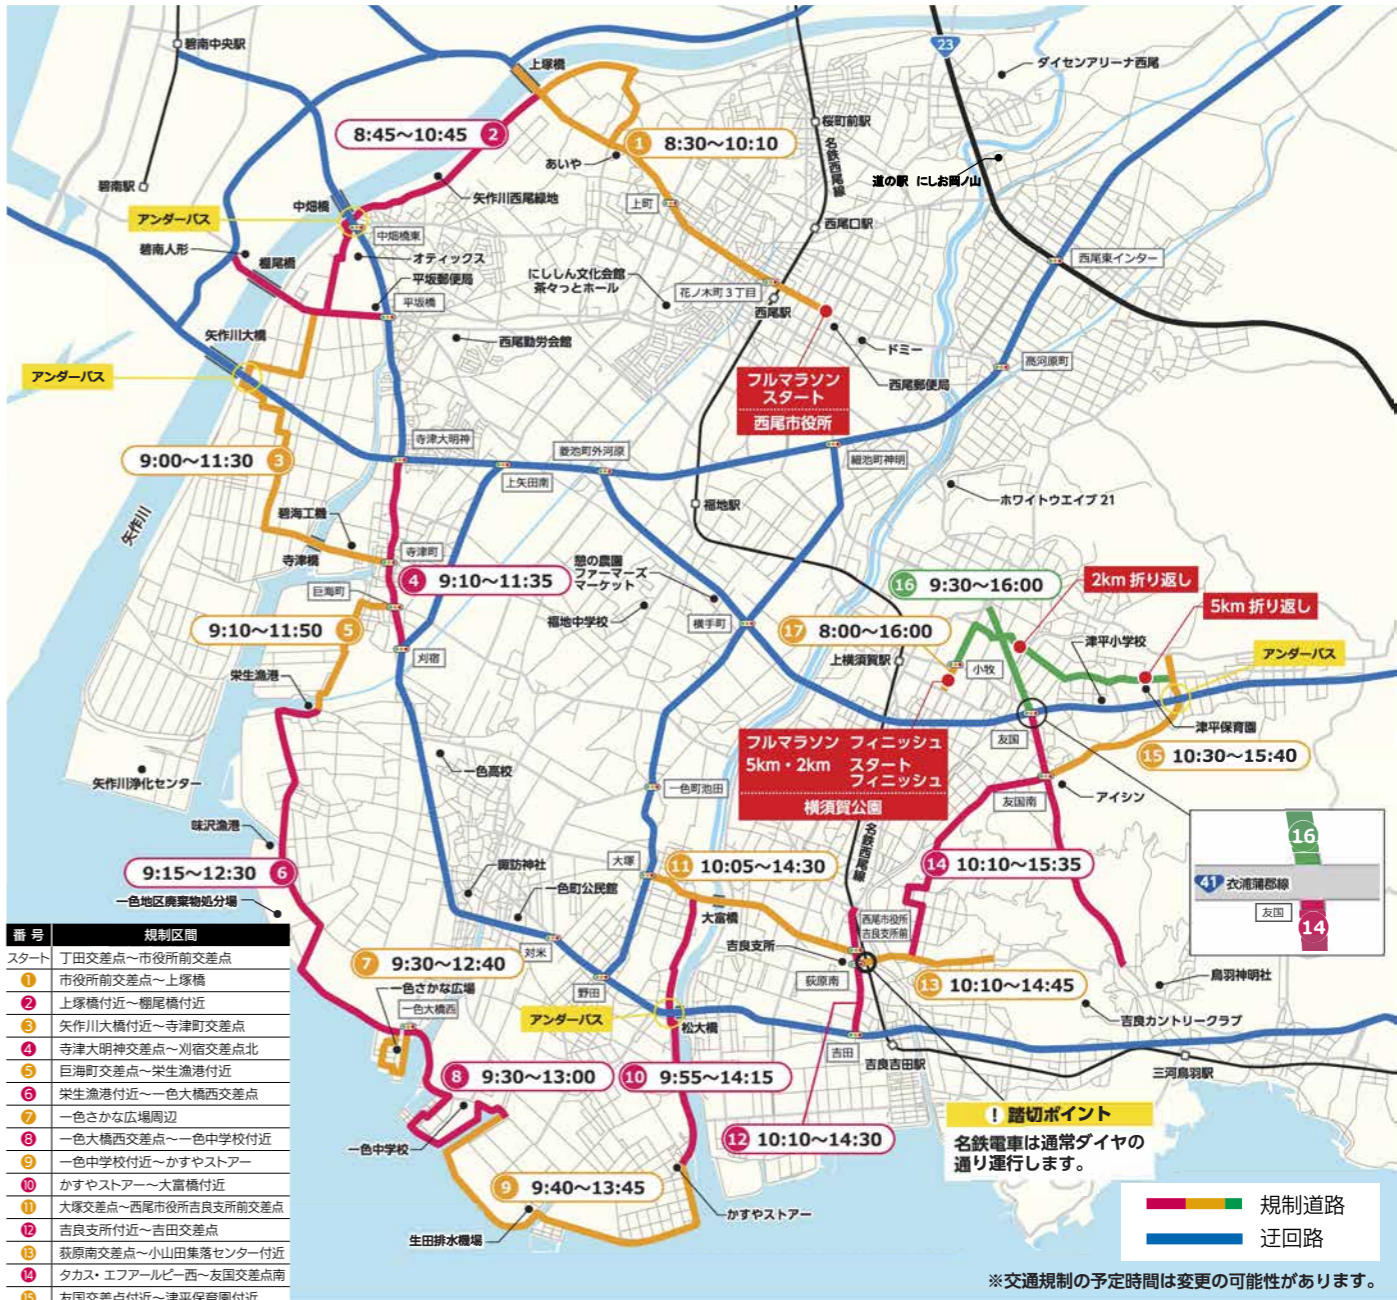 碧南中央駅
上塚橋
23
ダイセンアリーナ西尾
8:45～10:45 2
1 8:30～10:10
桜町前駅
名鉄西尾線
あいや
道の駅 にしお岡ノ山
碧南駅
矢作川西尾緑地
上町
アンダーパス
中畑橋
西尾口駅
中畑橋東
碧南人形
オティックス
棚尾橋
平坂郵便局
にししん文化会館
茶々っとホール
西尾東インター
花ノ木町3丁目
平坂橋
西尾駅
矢作川大橋
西尾勤労会館
ドミー
高河原町
アンダーパス
西尾郵便局
フルマラソン
スタート
西尾市役所
寺津大明神
菱池町外河原
細池町神明
9:00～11:30 3
上矢田南
ホワイトウエイブ21
福地駅
矢作川
碧海工機
寺津橋
寺津町
憩の農園
ファーマーズ
マーケット
4 9:10～11:35
16 9:30～16:00
2km 折り返し
巨海町
5km 折り返し
9:10～11:50 5
福地中学校
横手町
17 8:00～16:00
津平小学校
刈宿
上横須賀駅
小牧
アンダーパス
栄生漁港
津平保育園
友国
フルマラソン フィニッシュ
5km・2km スタート
フィニッシュ
横須賀公園
15 10:30～15:40
一色高校
矢作川浄化センター
一色町池田
友国南
アイシン
味沢漁港
名鉄西尾線
16
諏訪神社
大塚
11 10:05～14:30
14 10:10～15:35
9:15～12:30 6
41 衣浦蒲郡線
一色町公民館
一色地区廃棄物処分場
大富橋
西尾市役所
吉良支所前
友国
14
対米
吉良支所
7 9:30～12:40
荻原南
鳥羽神明社
一色さかな広場
野田
13 10:10～14:45
一色大橋西
アンダーパス
松大橋
吉良カントリークラブ
吉田
吉良吉田駅
三河鳥羽駅
8 9:30～13:00
10 9:55～14:15
! 踏切ポイント
名鉄電車は通常ダイヤの
通り運行します。
12 10:10～14:30
一色中学校
9 9:40～13:45
かすやストアー
生田排水機場
規制道路
迂回路
※交通規制の予定時間は変更の可能性があります。
番号 規制区間
スタート 丁田交差点～市役所前交差点
1 市役所前交差点～上塚橋
2 上塚橋付近～棚尾橋付近
3 矢作川大橋付近～寺津町交差点
4 寺津大明神交差点～刈宿交差点北
5 巨海町交差点～栄生漁港付近
6 栄生漁港付近～一色大橋西交差点
7 一色さかな広場周辺
8 一色大橋西交差点～一色中学校付近
9 一色中学校付近～かすやストアー
10 かすやストアー～大富橋付近
11 大塚交差点～西尾市役所吉良支所前交差点
12 吉良支所付近～吉田交差点
13 荻原南交差点～小山田集落センター付近
14 タカス・エフアールピー西～友国交差点南
15 友国交差点付近～津平保育園付近